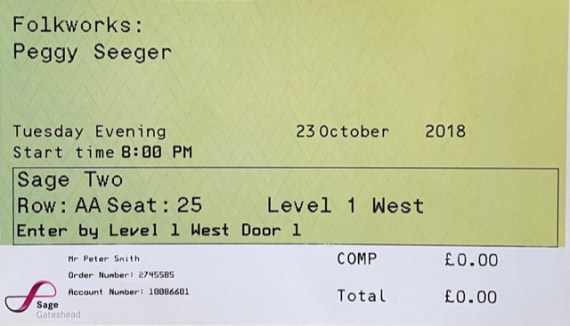 Folkworks:
Peggy Seeger
Tuesday Evening 23 October 2018
Start time 8:00 PM
Sage Two
Row: AA Seat: 25 Level 1 West
Enter by Level 1 West Door 1
Mr Peter Smith COMP £0.00
Order Number: 2745585
Account Number: 10086601 Total £0.00
Sage
Gateshead